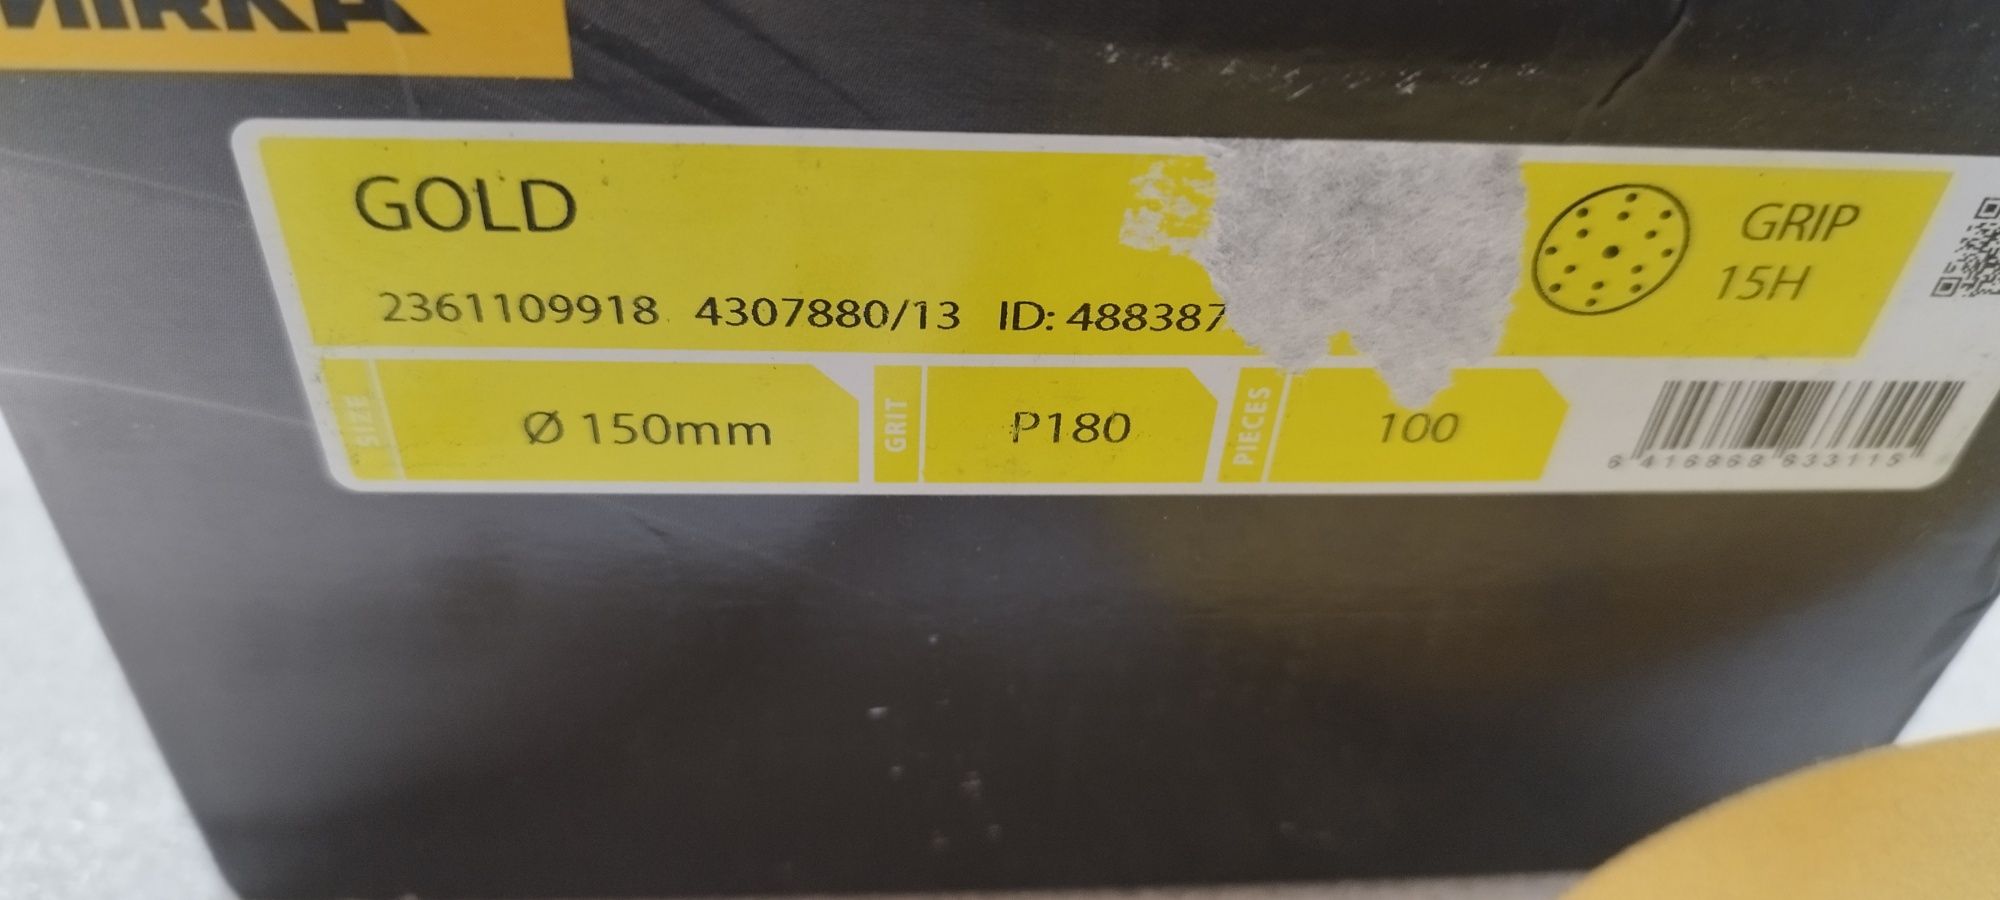 MIRKA
GOLD
GRIP
15H
2361109918 4307880/13 ID: 488387
SIZE
Ø 150mm
GRIT
P180
PIECES
100
6 416868 833115